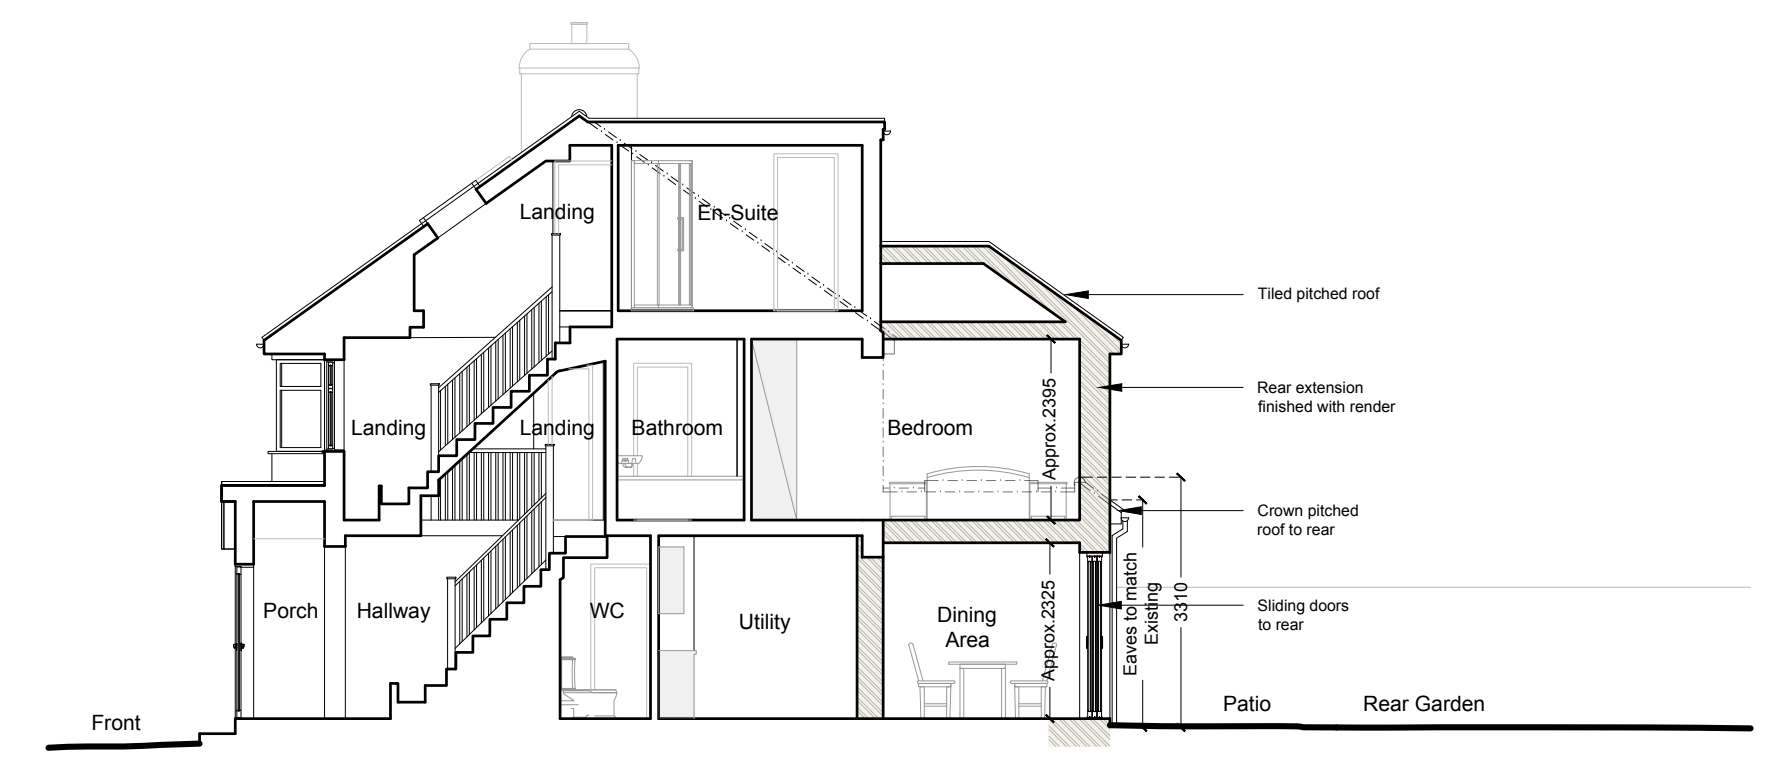 Landing
En-Suite
Tiled pitched roof
Rear extension
finished with render
Landing
Landing
Bathroom
Bedroom
Approx.2395
Crown pitched
roof to rear
Porch
Hallway
WC
Utility
Dining
Area
Approx.2325
Eaves to match
Existing
3310
Sliding doors
to rear
Front
Patio
Rear Garden